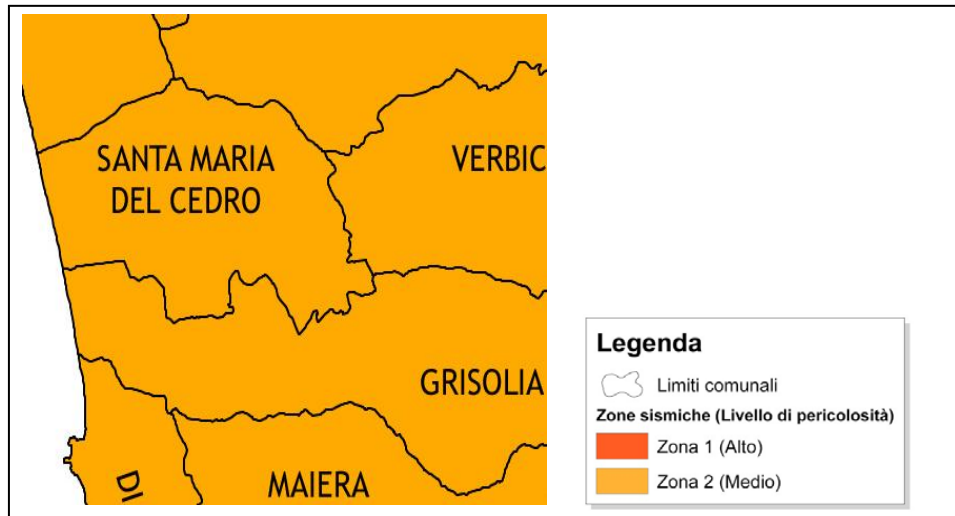 SANTA MARIA
DEL CEDRO
VERBIC
GRISOLIA
MAIERA
DI
Legenda
Limiti comunali
Zone sismiche (Livello di pericolosità)
Zona 1 (Alto)
Zona 2 (Medio)